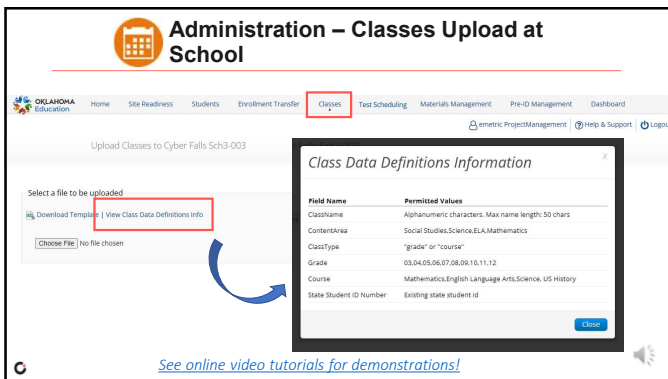 Administration – Classes Upload at
School
OKLAHOMA
Education
Home Site Readiness Students Enrollment Transfer Classes Test Scheduling Materials Management Pre-ID Management Dashboard
emetric ProjectManagement Help & Support Logout
Upload Classes to Cyber Falls Sch3-003
Select a file to be uploaded
Download Template | View Class Data Definitions Info
Choose File No file chosen
Class Data Definitions Information
X
Field Name Permitted Values
ClassName Alphanumeric characters. Max name length: 50 chars
ContentArea Social Studies,Science,ELA,Mathematics
ClassType "grade" or "course"
Grade 03,04,05,06,07,08,09,10,11,12
Course Mathematics,English Language Arts,Science, US History
State Student ID Number Existing state student id
Close
See online video tutorials for demonstrations!